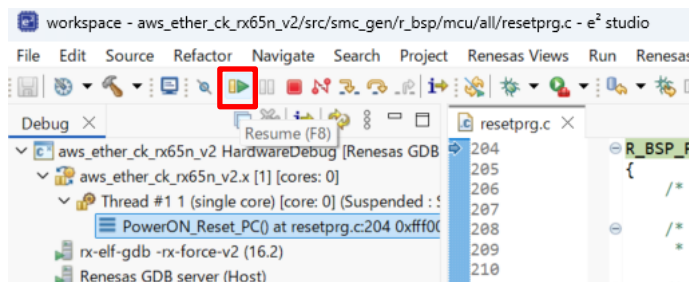 workspace - aws_ether_ck_rx65n_v2/src/smc_gen/r_bsp/mcu/all/resetprg.c - e² studio
File Edit Source Refactor Navigate Search Project Renesas Views Run Renesas
Debug
resetprg.c
Resume (F8)
aws_ether_ck_rx65n_v2 HardwareDebug [Renesas GDB
aws_ether_ck_rx65n_v2.x [1] [cores: 0]
Thread #1 1 (single core) [core: 0] (Suspended : S
PowerON_Reset_PC() at resetprg.c:204 0xfff00
rx-elf-gdb -rx-force-v2 (16.2)
Renesas GDB server (Host)
204 R_BSP_P
205 {
206 /*
207
208 /*
209 *
210